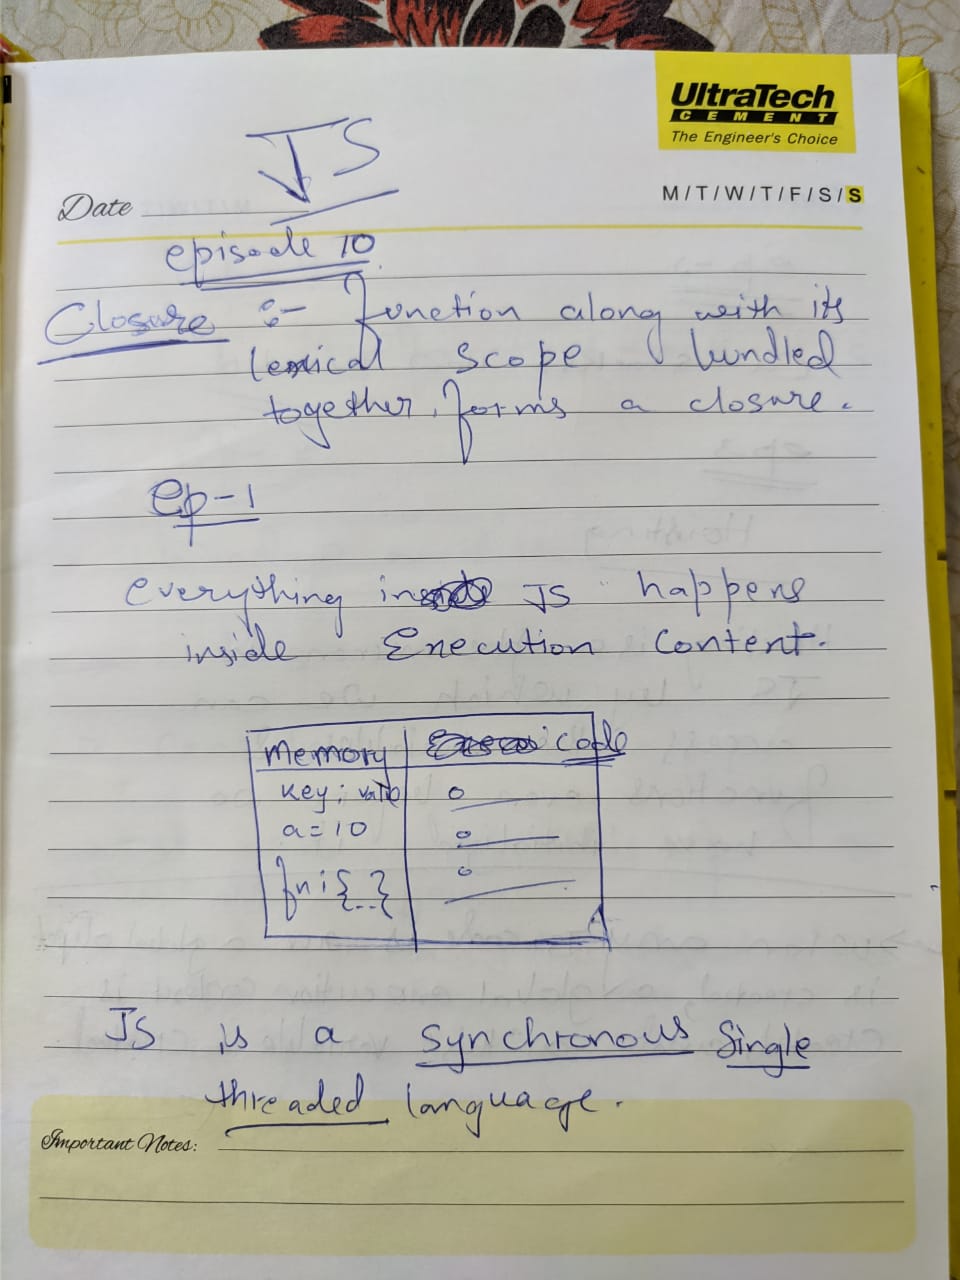 UltraTech
CEMENT
The Engineer's Choice
JS
Date
M/T/W/T/F/S/S
episode 10
Closure :- function along with its
lexical scope bundled
together, forms a closure.
ep-1
everything in JS happens
inside Execution Content.
Memory code
key : value
a = 10
fn : {...}
JS is a synchronous single
threaded language.
Important Notes: